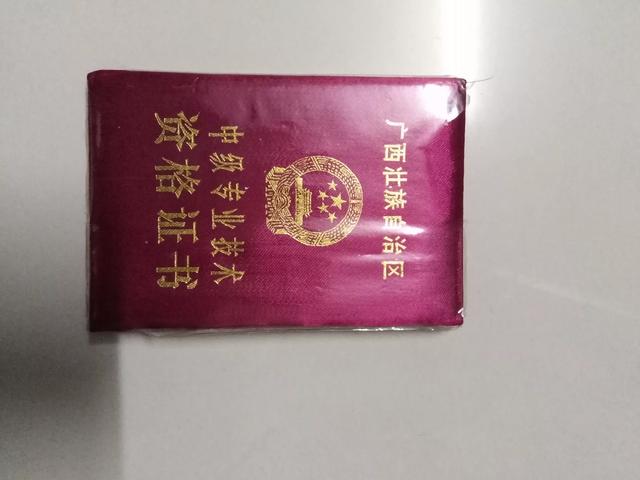 广西壮族自治区
中级专业技术
资格证书